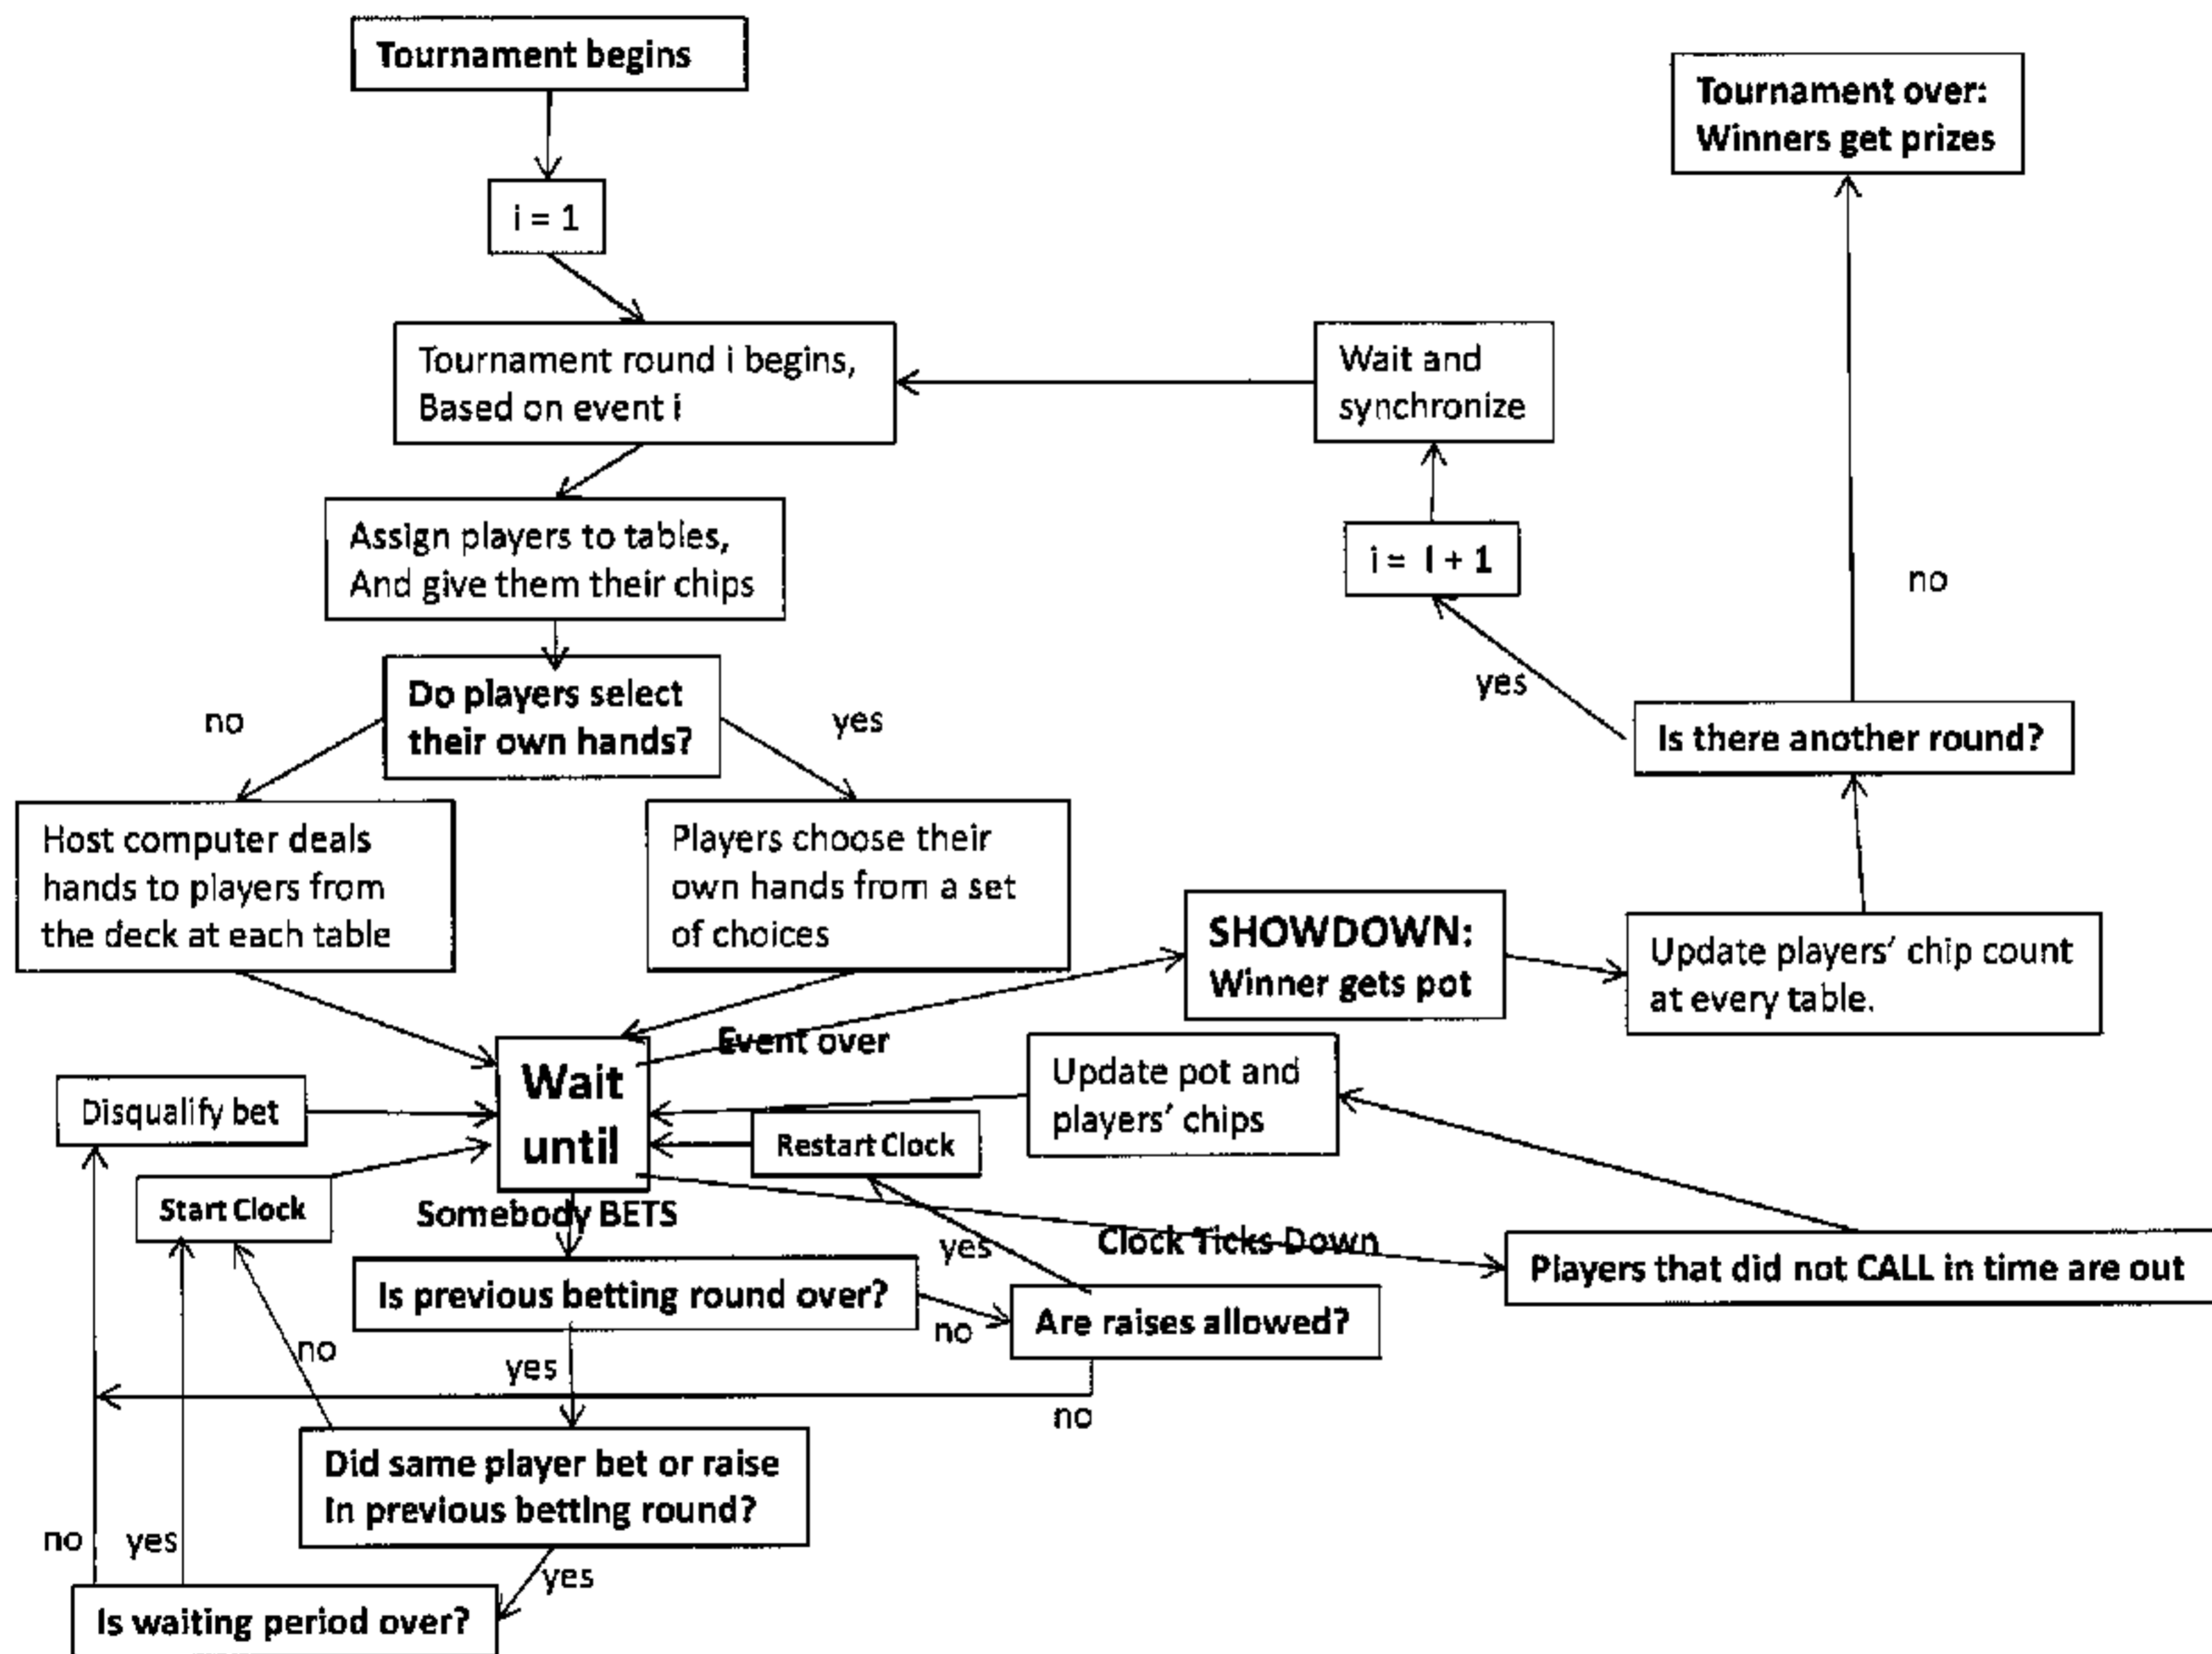 Tournament begins
Tournament over:
Winners get prizes
i = 1
Tournament round i begins,
Based on event i
Wait and
synchronize
Assign players to tables,
And give them their chips
i = I + 1
no
Do players select
their own hands?
no
yes
yes
Is there another round?
Host computer deals
hands to players from
the deck at each table
Players choose their
own hands from a set
of choices
SHOWDOWN:
Winner gets pot
Update players' chip count
at every table.
Event over
Wait
until
Update pot and
players' chips
Disqualify bet
Restart Clock
Start Clock
Somebody BETS
yes
Clock Ticks Down
Players that did not CALL in time are out
Is previous betting round over?
no
Are raises allowed?
no
yes
no
Did same player bet or raise
In previous betting round?
no
yes
yes
Is waiting period over?